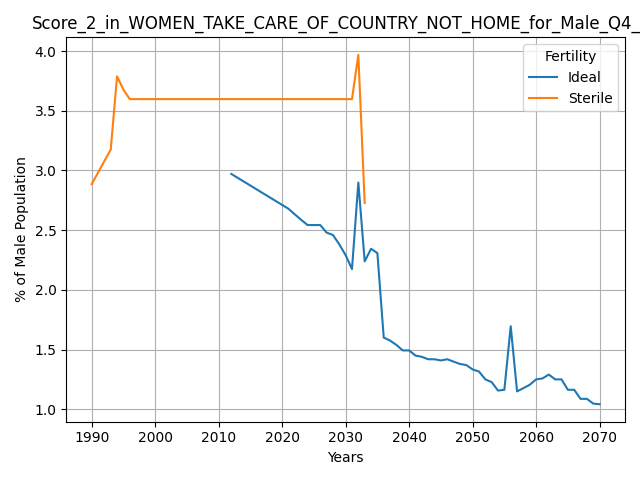 Score_2_in_WOMEN_TAKE_CARE_OF_COUNTRY_NOT_HOME_for_Male_Q4_
Fertility
Ideal
Sterile
% of Male Population
4.0
3.5
3.0
2.5
2.0
1.5
1.0
1990 2000 2010 2020 2030 2040 2050 2060 2070
Years